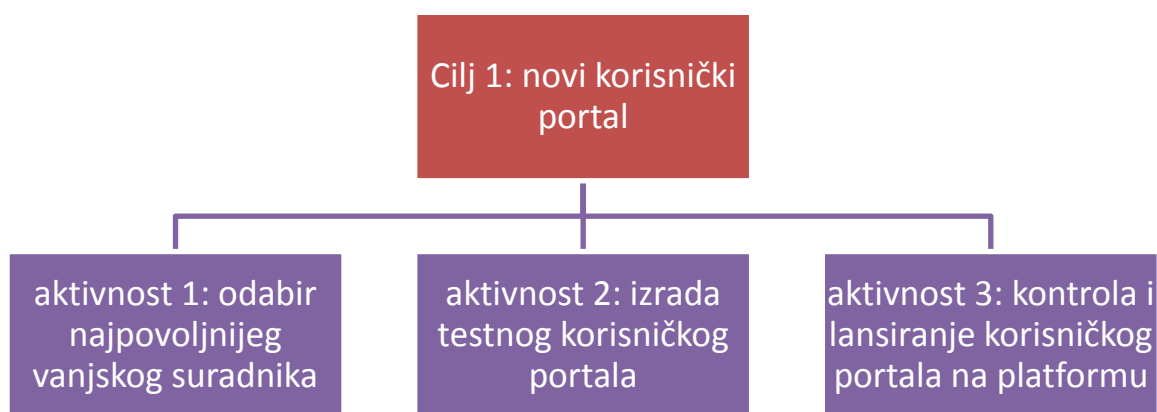 Cilj 1: novi korisnički
portal
aktivnost 1: odabir
najpovoljnijeg
vanjskog suradnika
aktivnost 2: izrada
testnog korisničkog
portala
aktivnost 3: kontrola i
lansiranje korisničkog
portala na platformu